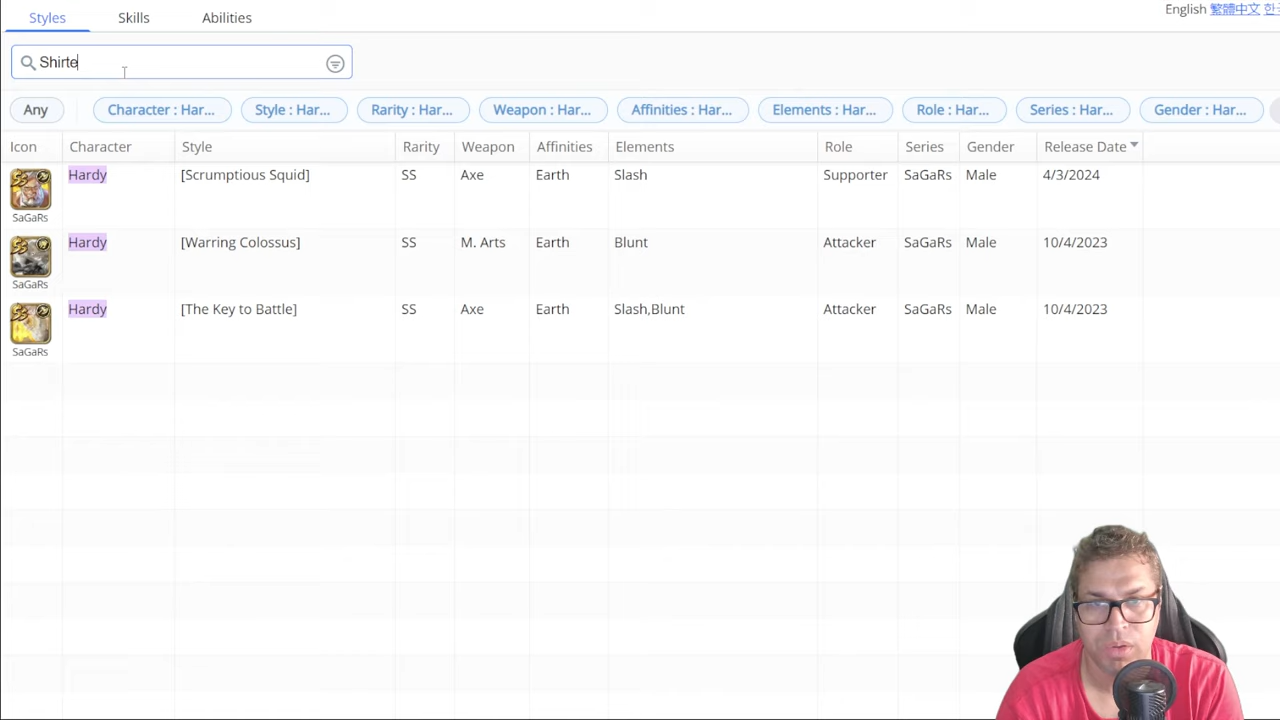 Styles Skills Abilities English 繁體中文
Shirte
Any Character : Har... Style : Har... Rarity : Har... Weapon : Har... Affinities : Har... Elements : Har... Role : Har... Series : Har... Gender : Har...
Icon Character Style Rarity Weapon Affinities Elements Role Series Gender Release Date
Hardy [Scrumptious Squid] SS Axe Earth Slash Supporter SaGaRs Male 4/3/2024
SaGaRs
Hardy [Warring Colossus] SS M. Arts Earth Blunt Attacker SaGaRs Male 10/4/2023
SaGaRs
Hardy [The Key to Battle] SS Axe Earth Slash,Blunt Attacker SaGaRs Male 10/4/2023
SaGaRs